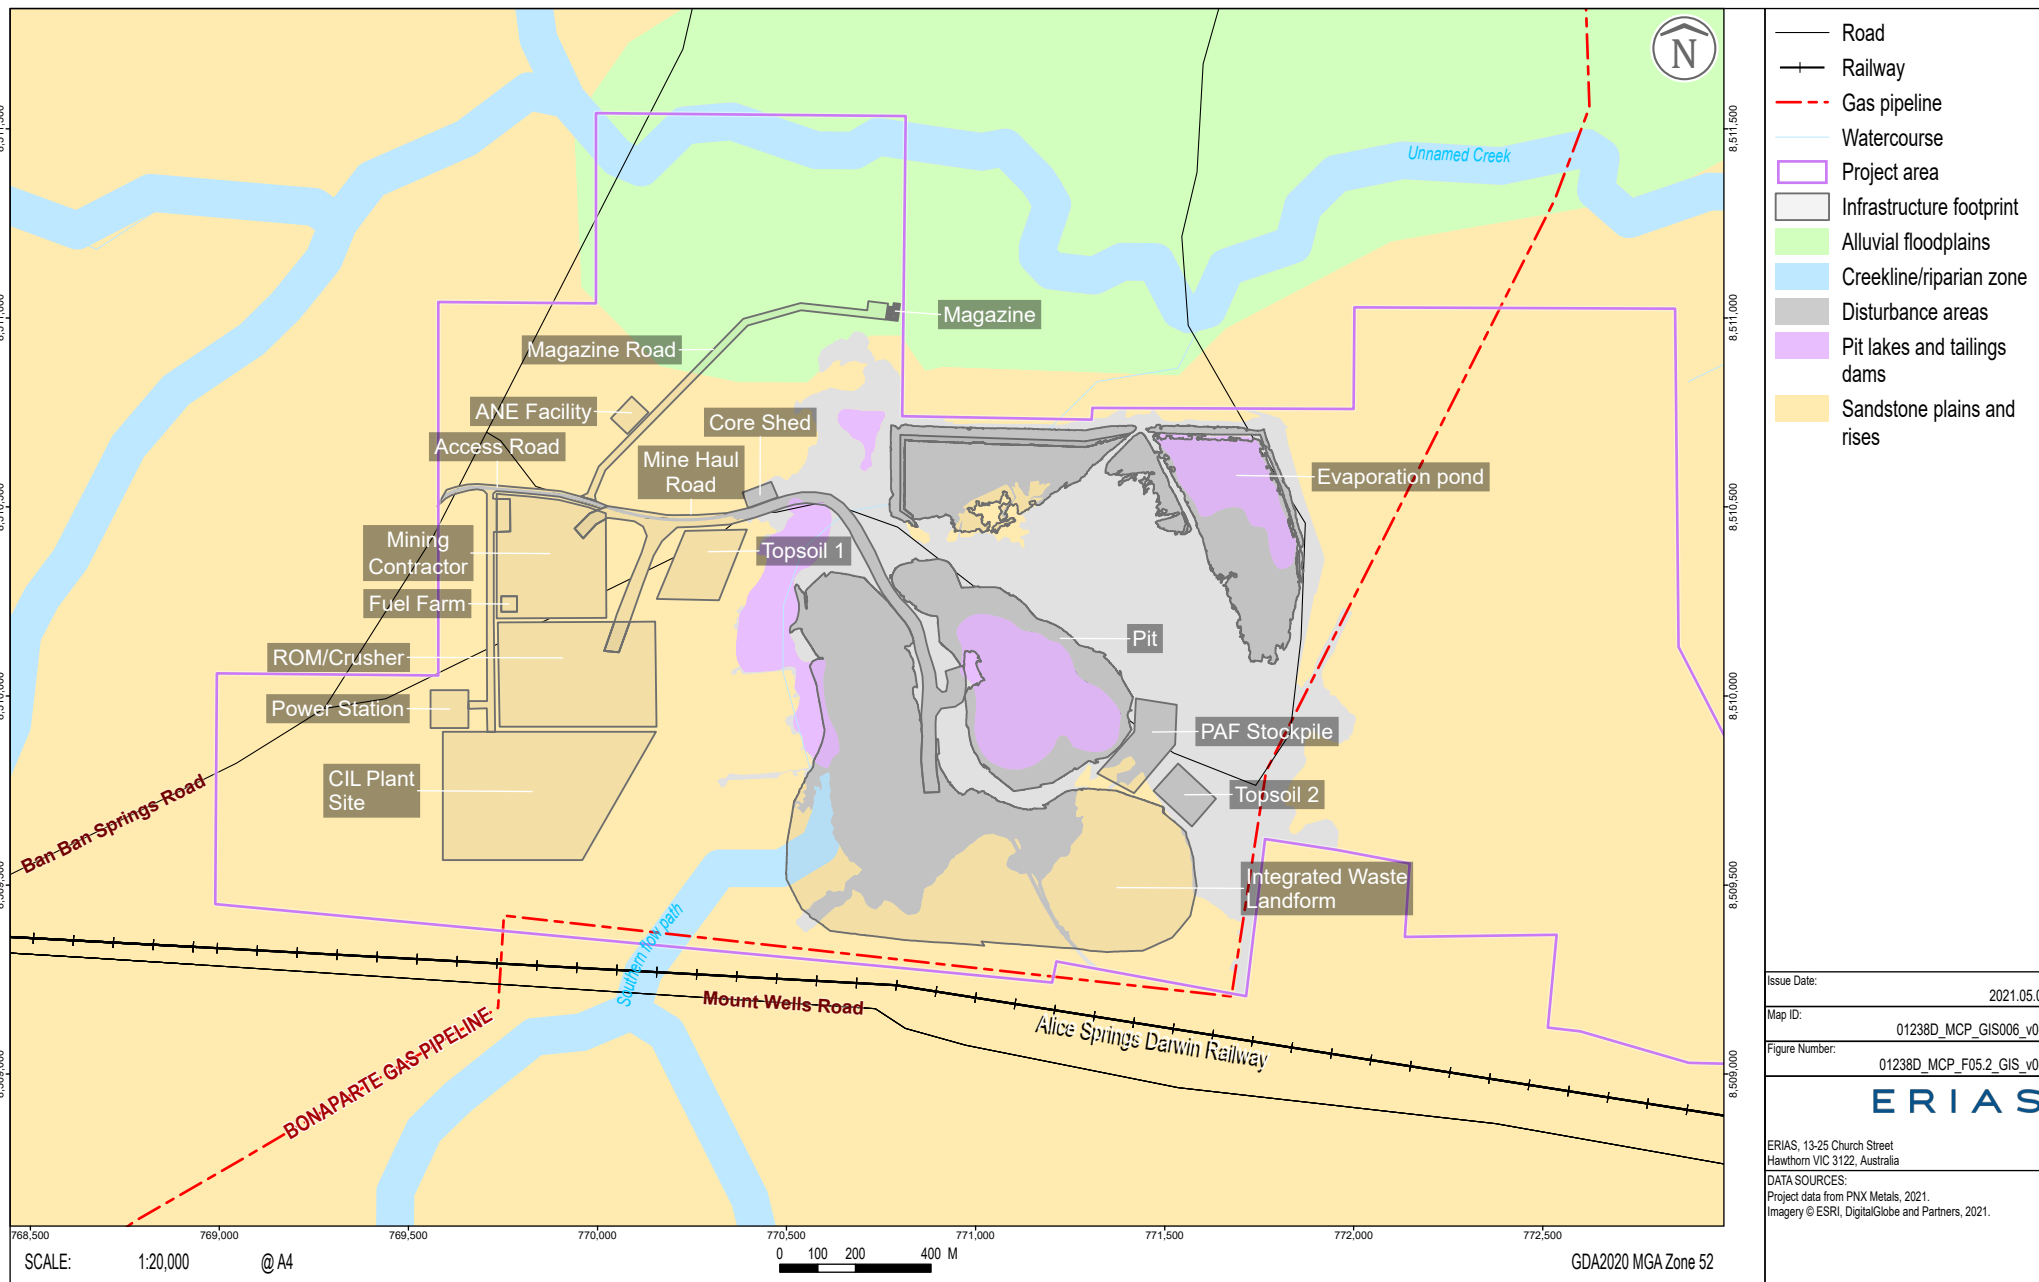 N
Unnamed Creek
Magazine
Magazine Road
ANE Facility
Core Shed
Access Road
Mine Haul
Road
Evaporation pond
Mining
Contractor
Topsoil 1
Fuel Farm
Pit
ROM/Crusher
Power Station
PAF Stockpile
CIL Plant
Site
Topsoil 2
Ban Ban Springs Road
Integrated Waste
Landform
Southern flow path
Mount Wells Road
Alice Springs Darwin Railway
BONAPARTE GAS PIPELINE
8,511,500
8,511,000
8,510,500
8,510,000
8,509,500
8,509,000
768,500
769,000
769,500
770,000
770,500
771,000
771,500
772,000
772,500
SCALE: 1:20,000 @ A4
0 100 200 400 M
GDA2020 MGA Zone 52
Road
Railway
Gas pipeline
Watercourse
Project area
Infrastructure footprint
Alluvial floodplains
Creekline/riparian zone
Disturbance areas
Pit lakes and tailings
dams
Sandstone plains and
rises
Issue Date:
2021.05.0
Map ID:
01238D_MCP_GIS006_v0
Figure Number:
01238D_MCP_F05.2_GIS_v0
ERIAS
ERIAS, 13-25 Church Street
Hawthorn VIC 3122, Australia
DATA SOURCES:
Project data from PNX Metals, 2021.
Imagery © ESRI, DigitalGlobe and Partners, 2021.